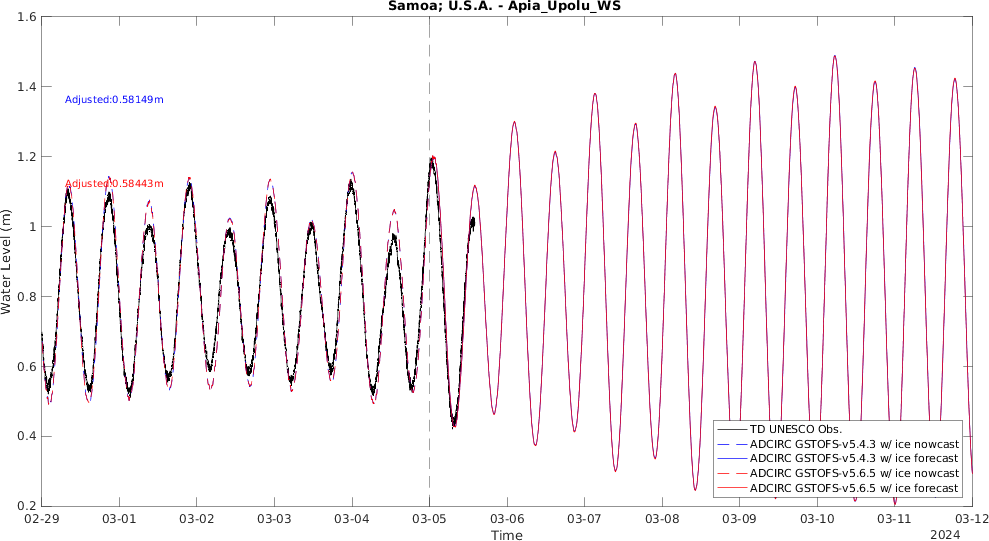 Samoa; U.S.A. - Apia_Upolu_WS
1.6
1.4
1.2
1
0.8
0.6
0.4
0.2
Water Level (m)
Adjusted:0.58149m
Adjusted:0.58443m
TD UNESCO Obs.
ADCIRC GSTOFS-v5.4.3 w/ ice nowcast
ADCIRC GSTOFS-v5.4.3 w/ ice forecast
ADCIRC GSTOFS-v5.6.5 w/ ice nowcast
ADCIRC GSTOFS-v5.6.5 w/ ice forecast
02-29 03-01 03-02 03-03 03-04 03-05 03-06 03-07 03-08 03-09 03-10 03-11 03-12
Time
2024